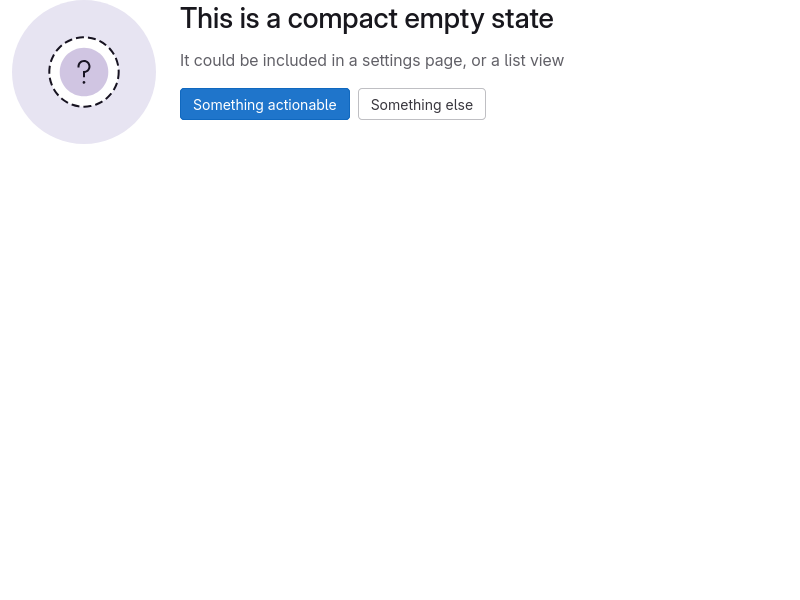 This is a compact empty state
?
It could be included in a settings page, or a list view
Something actionable
Something else